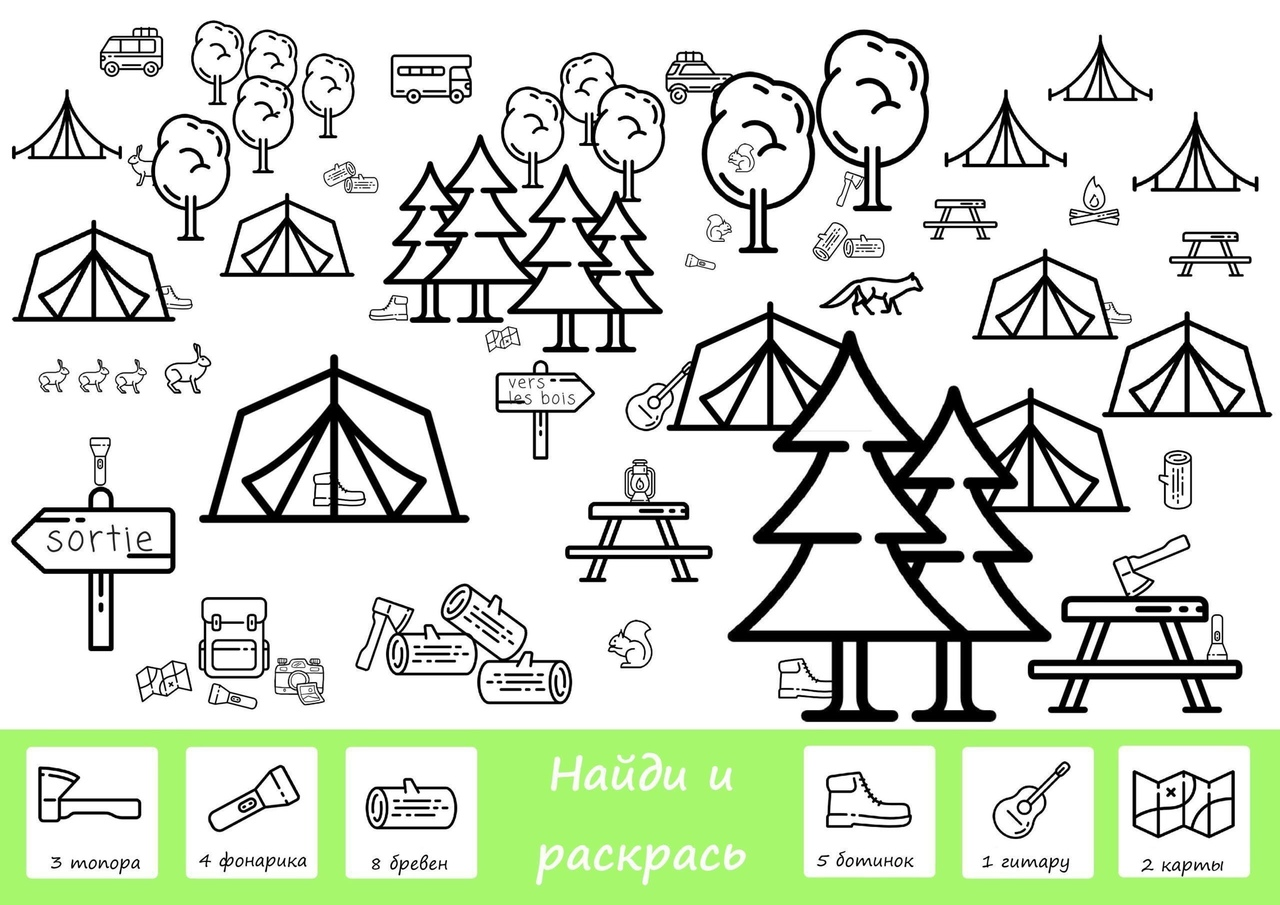 vers
les bois
sortie
Найди и
раскрась
3 топора
4 фонарика
8 бревен
5 ботинок
1 гитару
2 карты